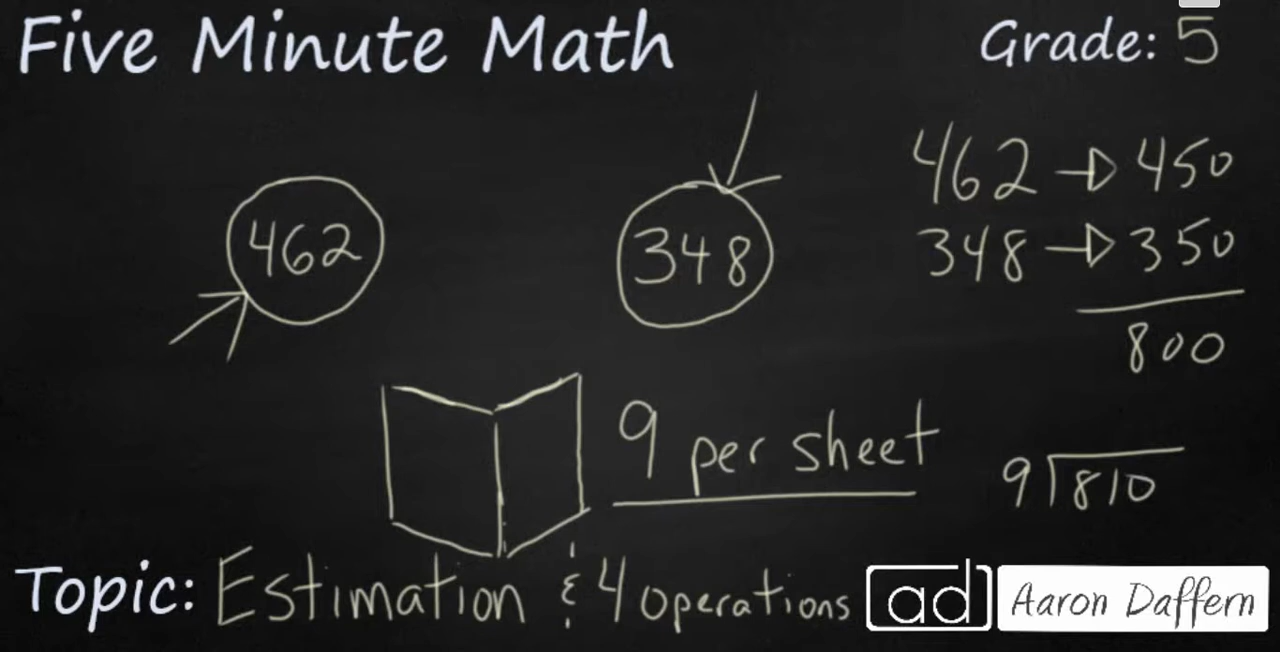 Five Minute Math
Grade: 5
462
348
462 → 450
348 → 350
800
9 per sheet
9 810
Topic: Estimation & 4 operations
ad Aaron Daffern